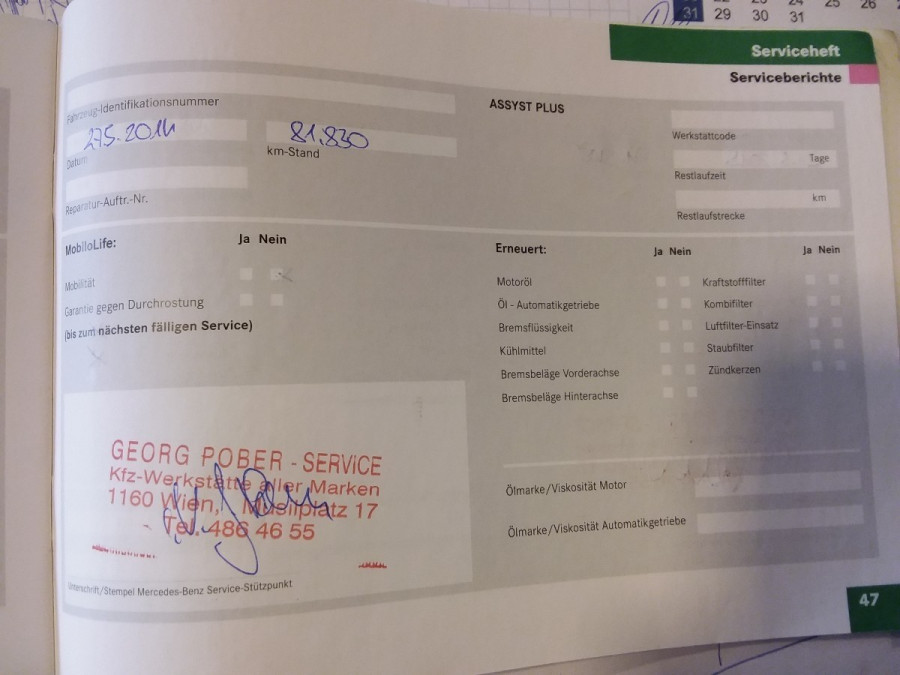 31 29 30 31 25 26
Serviceheft
Serviceberichte
Fahrzeug-Identifikationsnummer
27.5.2014
81.830
Datum
km-Stand
Reparatur-Auftr.-Nr.
ASSYST PLUS
Werkstattcode
Tage
Restlaufzeit
km
Restlaufstrecke
MobiloLife:
Ja Nein
Mobilität
Garantie gegen Durchrostung
(bis zum nächsten fälligen Service)
Erneuert:
Ja Nein
Ja Nein
Motoröl
Kraftstofffilter
Öl - Automatikgetriebe
Kombifilter
Bremsflüssigkeit
Luftfilter-Einsatz
Kühlmittel
Staubfilter
Bremsbeläge Vorderachse
Zündkerzen
Bremsbeläge Hinterachse
GEORG POBER - SERVICE
Kfz-Werkstätte aller Marken
1160 Wien, Musilplatz 17
Tel. 486 46 55
Unterschrift/Stempel Mercedes-Benz Service-Stützpunkt
Ölmarke/Viskosität Motor
Ölmarke/Viskosität Automatikgetriebe
47